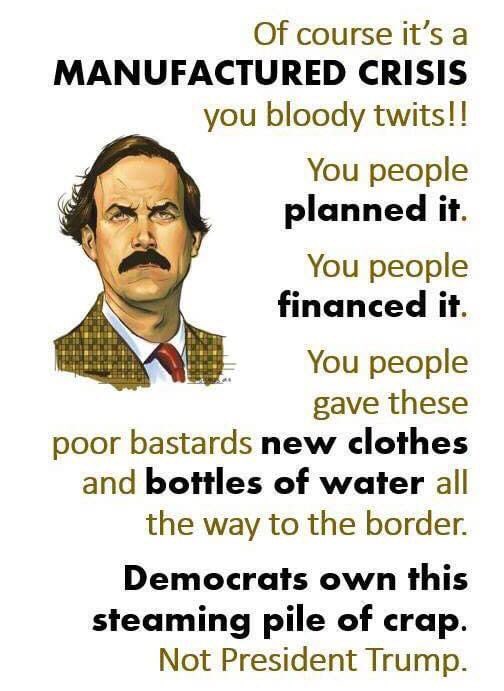 Of course it's a
MANUFACTURED CRISIS
you bloody twits!!
You people
planned it.
You people
financed it.
You people
gave these
poor bastards new clothes
and bottles of water all
the way to the border.
Democrats own this
steaming pile of crap.
Not President Trump.